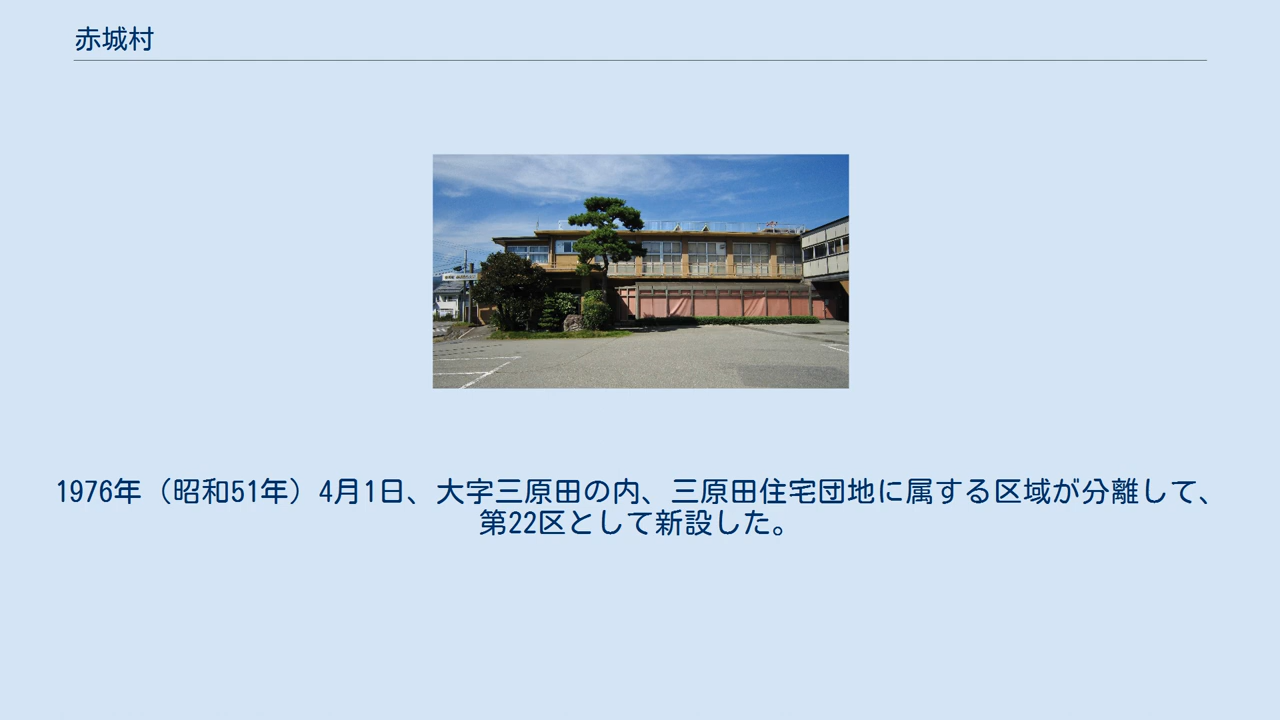 赤城村
1976年（昭和51年）4月1日、大字三原田の内、三原田住宅団地に属する区域が分離して、
第22区として新設した。